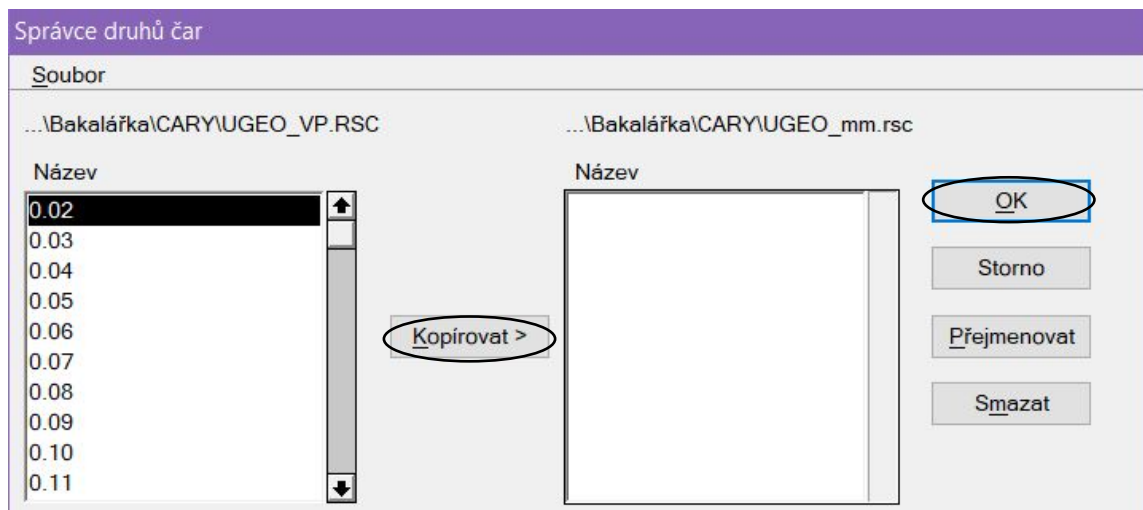 Správce druhů čar
Soubor
...\Bakalářka\CARY\UGEO_VP.RSC
...\Bakalářka\CARY\UGEO_mm.rsc
Název
Název
0.02
0.03
0.04
0.05
0.06
0.07
0.08
0.09
0.10
0.11
Kopírovat >
OK
Storno
Přejmenovat
Smazat